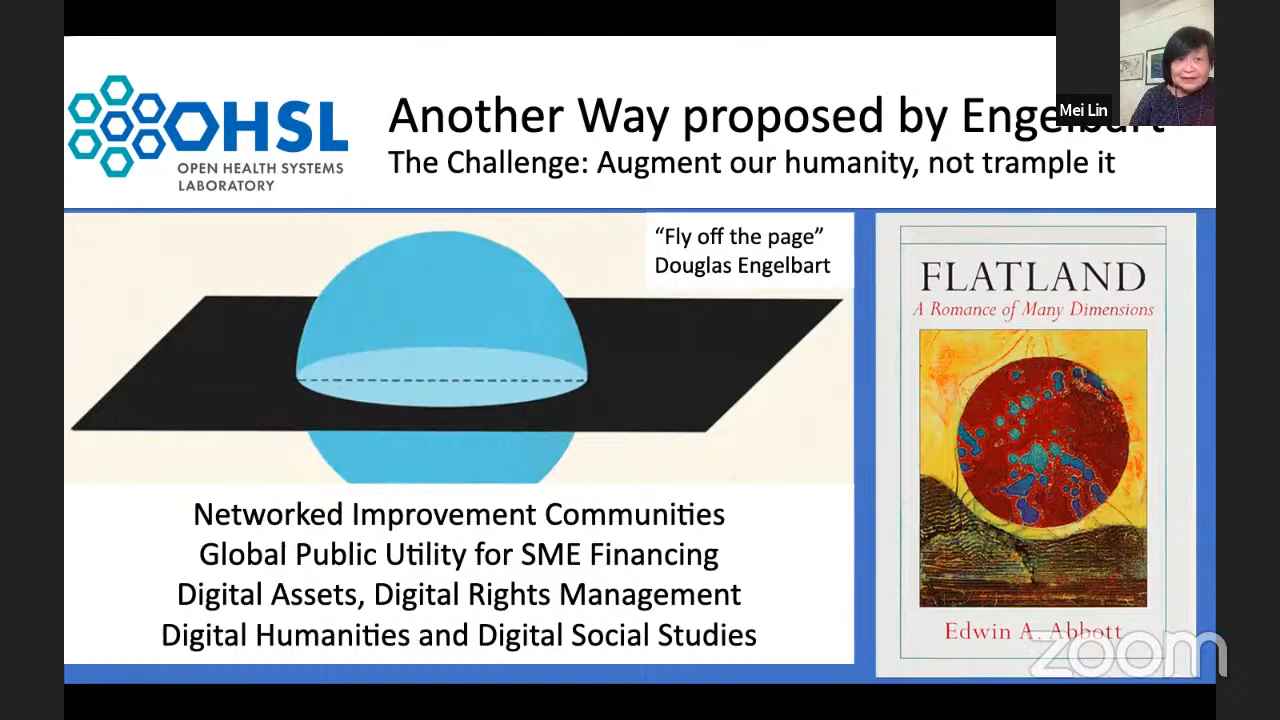 OHSL
OPEN HEALTH SYSTEMS
LABORATORY
Another Way proposed by Engelbart
The Challenge: Augment our humanity, not trample it
Mei Lin
“Fly off the page”
Douglas Engelbart
FLATLAND
A Romance of Many Dimensions
Edwin A. Abbott
Networked Improvement Communities
Global Public Utility for SME Financing
Digital Assets, Digital Rights Management
Digital Humanities and Digital Social Studies
zoom